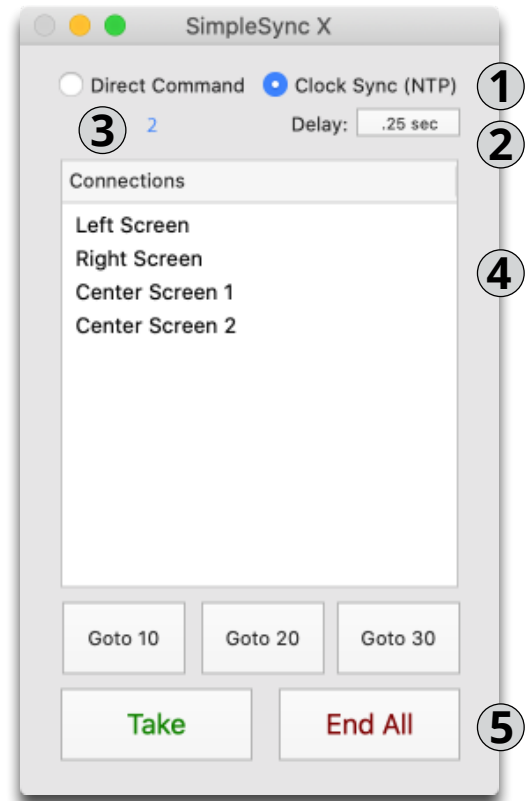 SimpleSync X
Direct Command Clock Sync (NTP) 1
3 2 Delay: .25 sec 2
Connections
Left Screen
Right Screen 4
Center Screen 1
Center Screen 2
Goto 10 Goto 20 Goto 30
Take End All 5